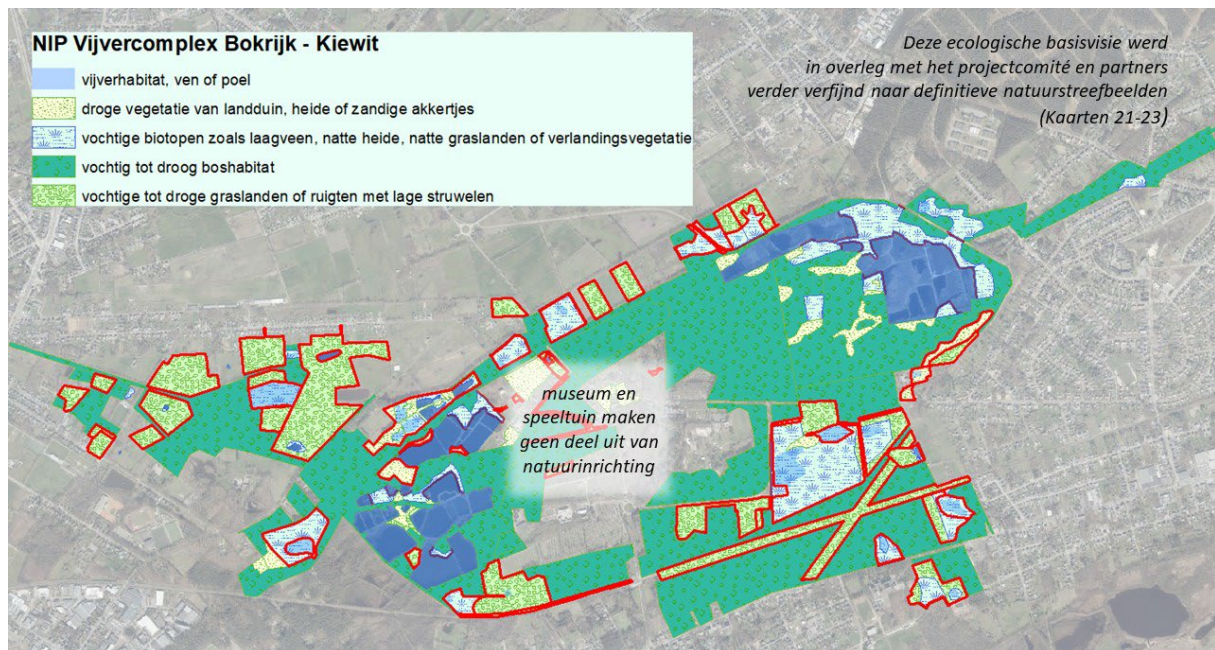 NIP Vijvercomplex Bokrijk - Kiewit
vijverhabitat, ven of poel
droge vegetatie van landduin, heide of zandige akkertjes
vochtige biotopen zoals laagveen, natte heide, natte graslanden of verlandingsvegetatie
vochtig tot droog boshabitat
vochtige tot droge graslanden of ruigten met lage struwelen
Deze ecologische basisvisie werd
in overleg met het projectcomité en partners
verder verfijnd naar definitieve natuurstreefbeelden
(Kaarten 21-23)
museum en
speeltuin maken
geen deel uit van
natuurinrichting